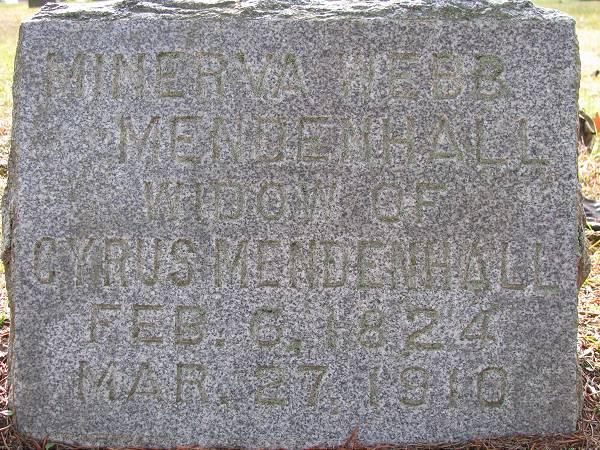 MINERVA WEBB
MENDENHALL
WIDOW OF
CYRUS MENDENHALL
FEB. 6, 1824
MAR. 27, 1910